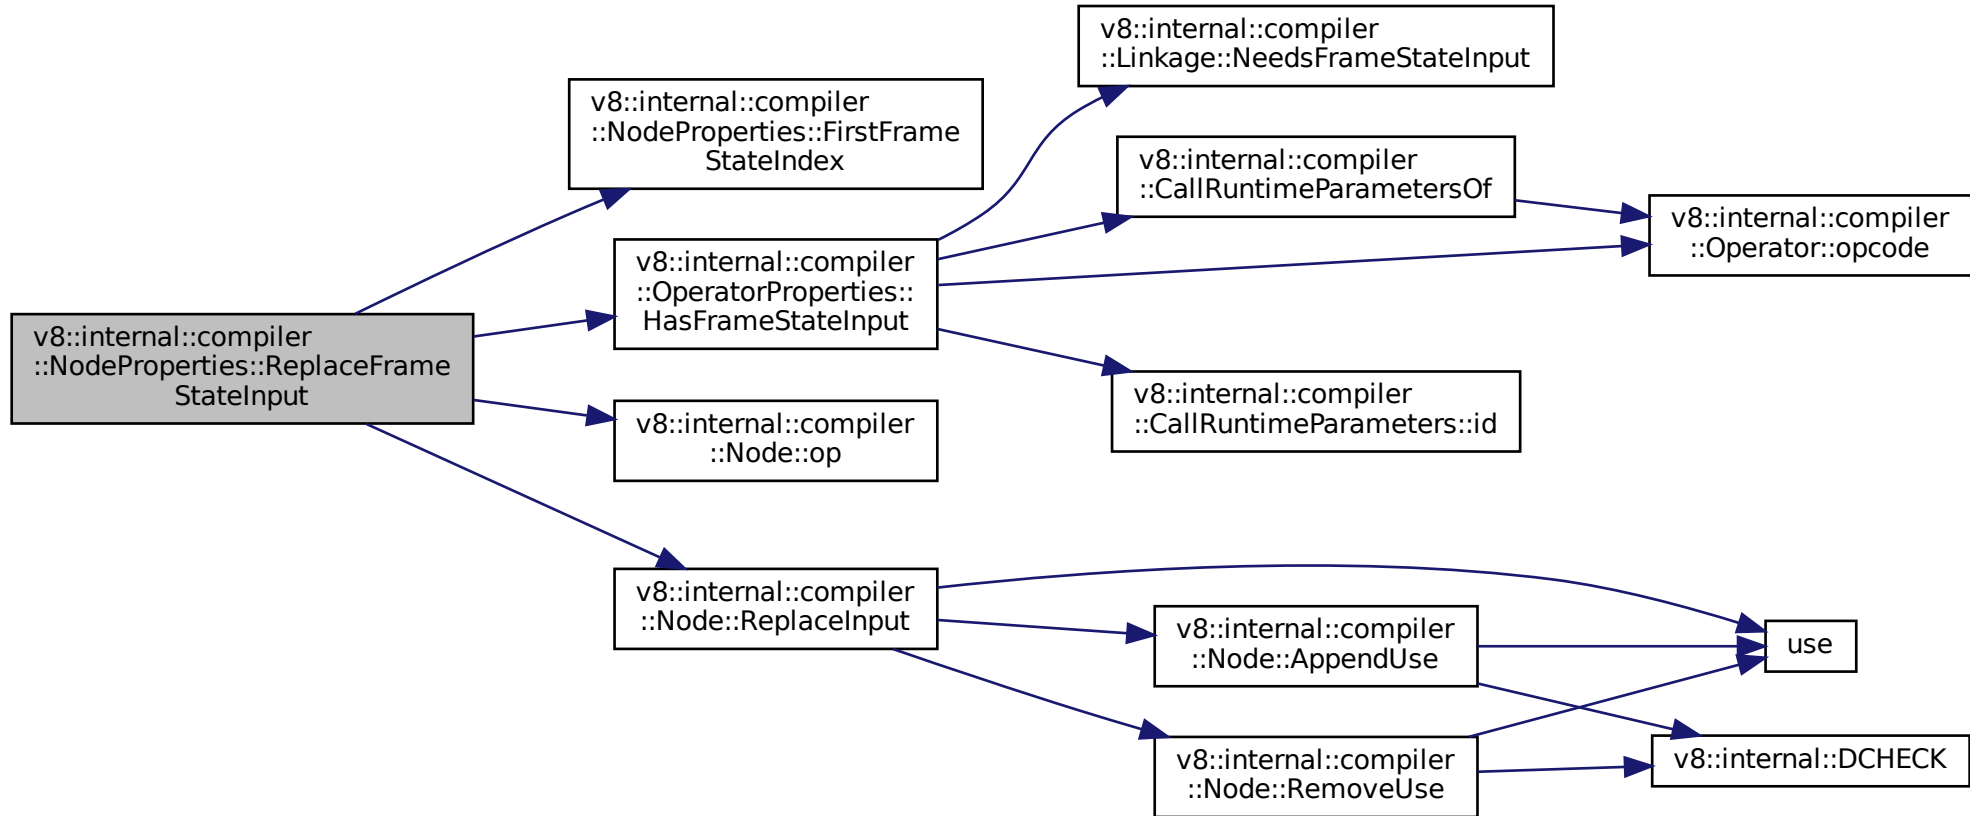 v8::internal::compiler
::NodeProperties::ReplaceFrame
StateInput
v8::internal::compiler
::NodeProperties::FirstFrame
StateIndex
v8::internal::compiler
::OperatorProperties::
HasFrameStateInput
v8::internal::compiler
::Node::op
v8::internal::compiler
::Node::ReplaceInput
v8::internal::compiler
::Linkage::NeedsFrameStateInput
v8::internal::compiler
::CallRuntimeParametersOf
v8::internal::compiler
::CallRuntimeParameters::id
v8::internal::compiler
::Node::AppendUse
v8::internal::compiler
::Node::RemoveUse
v8::internal::compiler
::Operator::opcode
use
v8::internal::DCHECK